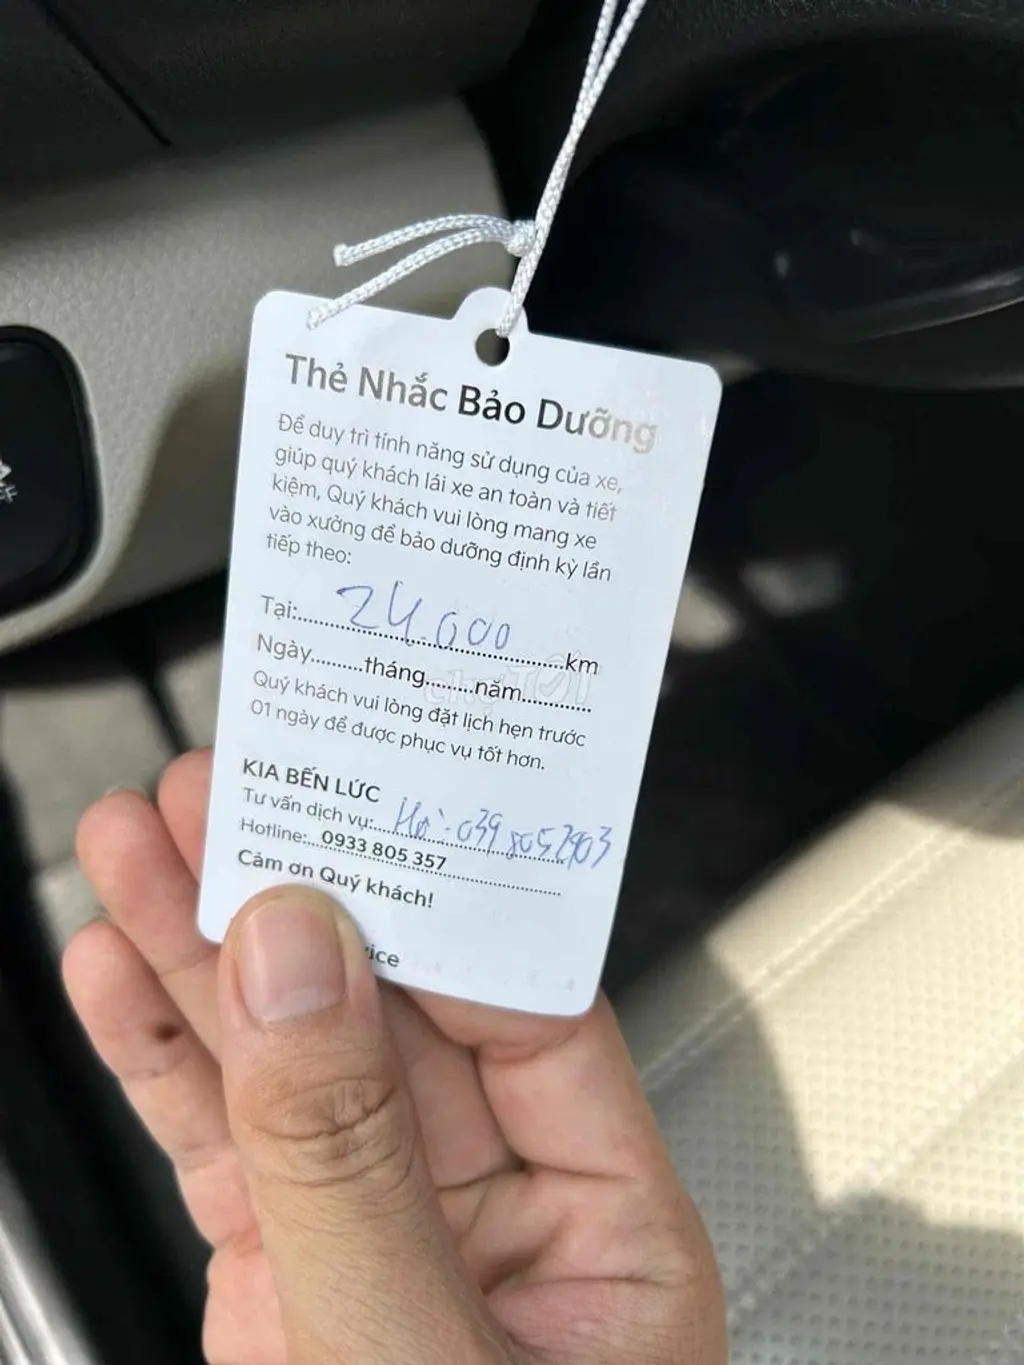 Thẻ Nhắc Bảo Dưỡng
Để duy trì tính năng sử dụng của xe,
giúp quý khách lái xe an toàn và tiết
kiệm, Quý khách vui lòng mang xe
vào xưởng để bảo dưỡng định kỳ lần
tiếp theo:
Tại:..........24.000..........km
Ngày.........tháng........năm............
Quý khách vui lòng đặt lịch hẹn trước
01 ngày để được phục vụ tốt hơn.
chợTỐT
KIA BẾN LỨC
Tư vấn dịch vụ:
Hotline: 0933 805 357
Cảm ơn Quý khách!